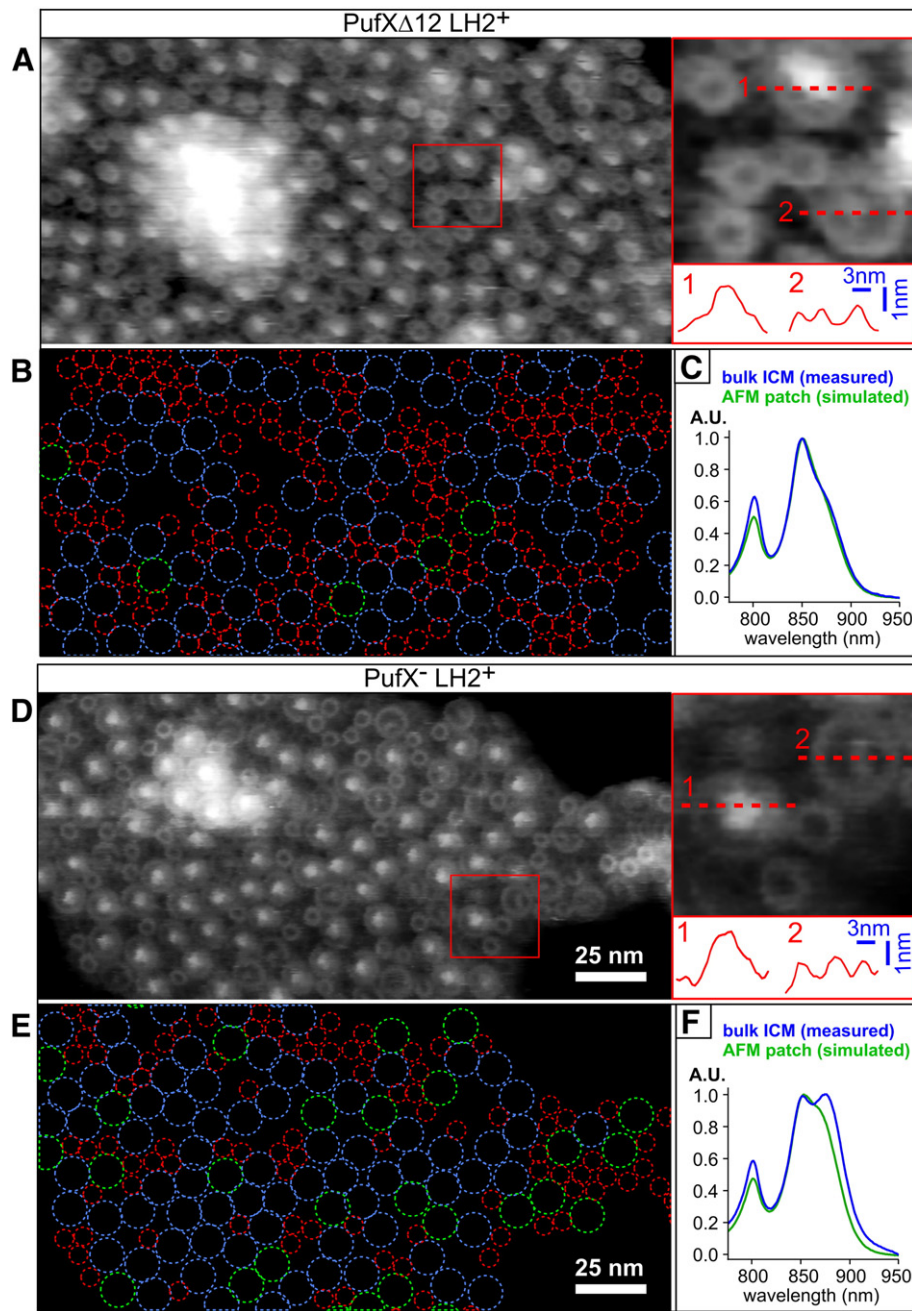 PufXΔ12 LH2⁺
A
1
2
1
2
3nm
1nm
B
C
bulk ICM (measured)
AFM patch (simulated)
A.U.
1.0
0.8
0.6
0.4
0.2
0.0
800 850 900 950
wavelength (nm)
PufX⁻ LH2⁺
D
25 nm
2
1
1
2
3nm
1nm
E
25 nm
F
bulk ICM (measured)
AFM patch (simulated)
A.U.
1.0
0.8
0.6
0.4
0.2
0.0
800 850 900 950
wavelength (nm)